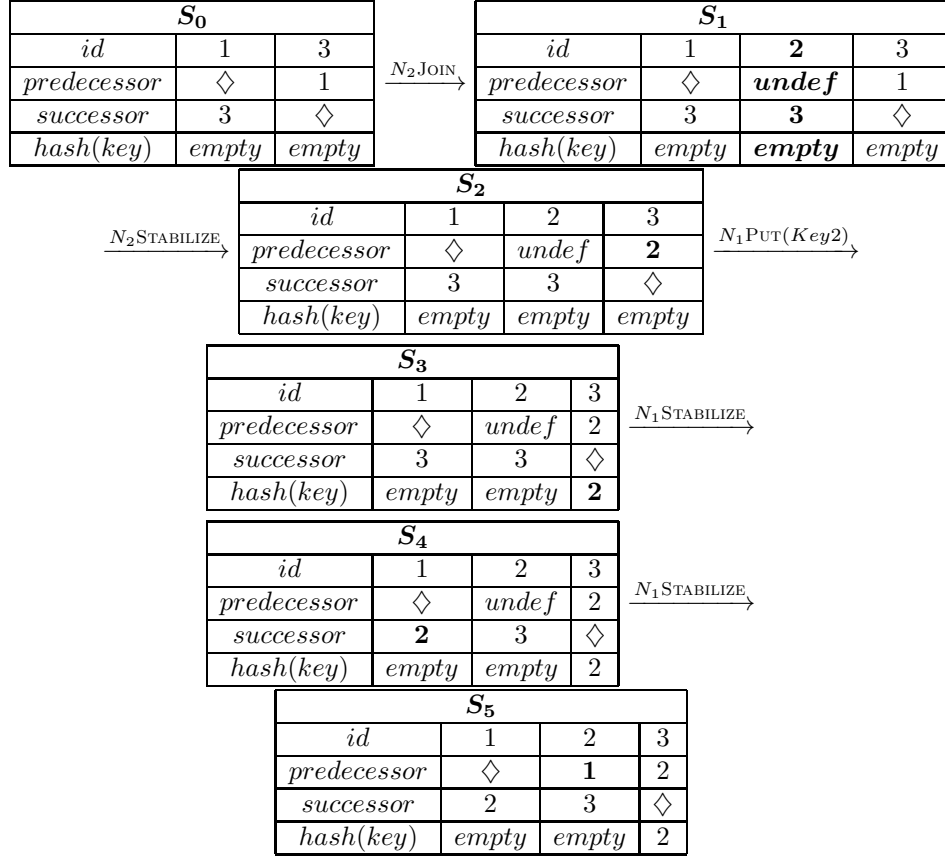 S₀ S₁
id 1 3 id 1 2 3
predecessor ◇ 1 N₂JOIN predecessor ◇ undef 1
successor 3 ◇ successor 3 3 ◇
hash(key) empty empty hash(key) empty empty empty
S₂
id 1 2 3
N₂STABILIZE predecessor ◇ undef 2 N₁PUT(Key2)
successor 3 3 ◇
hash(key) empty empty empty
S₃
id 1 2 3
predecessor ◇ undef 2 N₁STABILIZE
successor 3 3 ◇
hash(key) empty empty 2
S₄
id 1 2 3
predecessor ◇ undef 2 N₁STABILIZE
successor 2 3 ◇
hash(key) empty empty 2
S₅
id 1 2 3
predecessor ◇ 1 2
successor 2 3 ◇
hash(key) empty empty 2